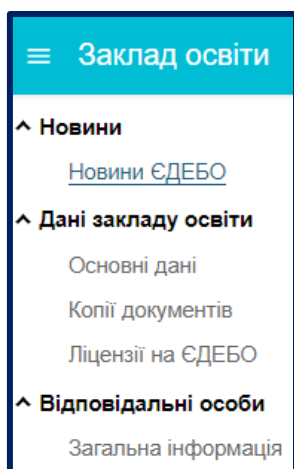 Заклад освіти
Новини
Новини ЄДЕБО
Дані закладу освіти
Основні дані
Копії документів
Ліцензії на ЄДЕБО
Відповідальні особи
Загальна інформація